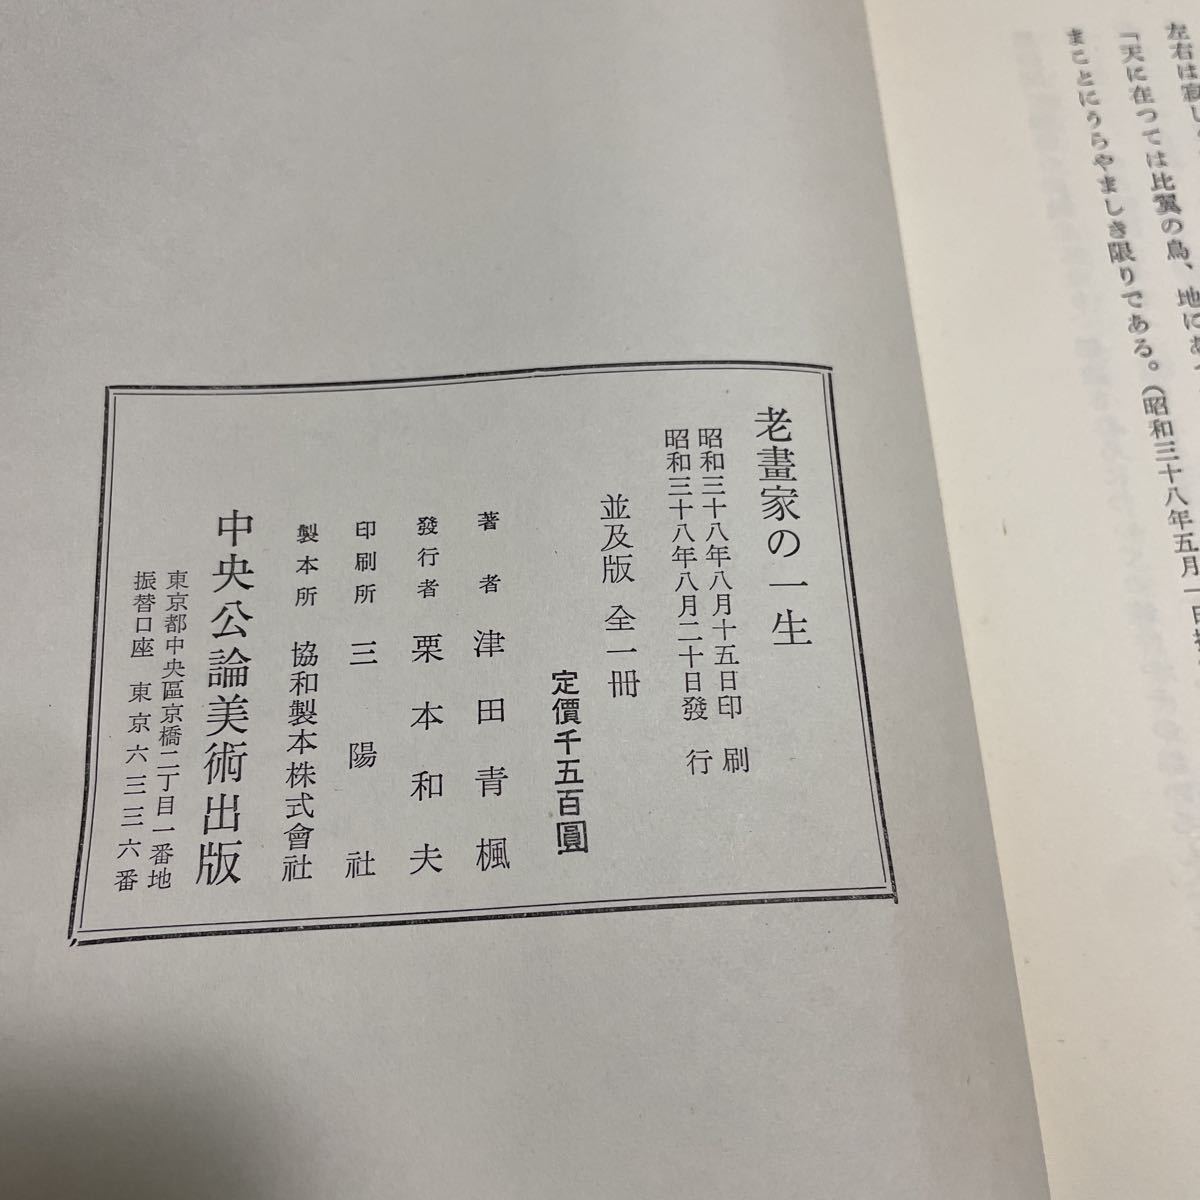 左右は寂し
「天に在つては比翼の鳥、地にあ
まことにうらやましき限りである。(昭和三十八年五月一日
老畫家の一生
昭和三十八年八月十五日印刷
昭和三十八年八月二十日發行
並及版 全一冊
定價千五百圓
著者 津田青楓
發行者 栗本和夫
印刷所 三陽社
製本所 協和製本株式會社
中央公論美術出版
東京都中央區京橋二丁目一番地
振替口座 東京六三三六番